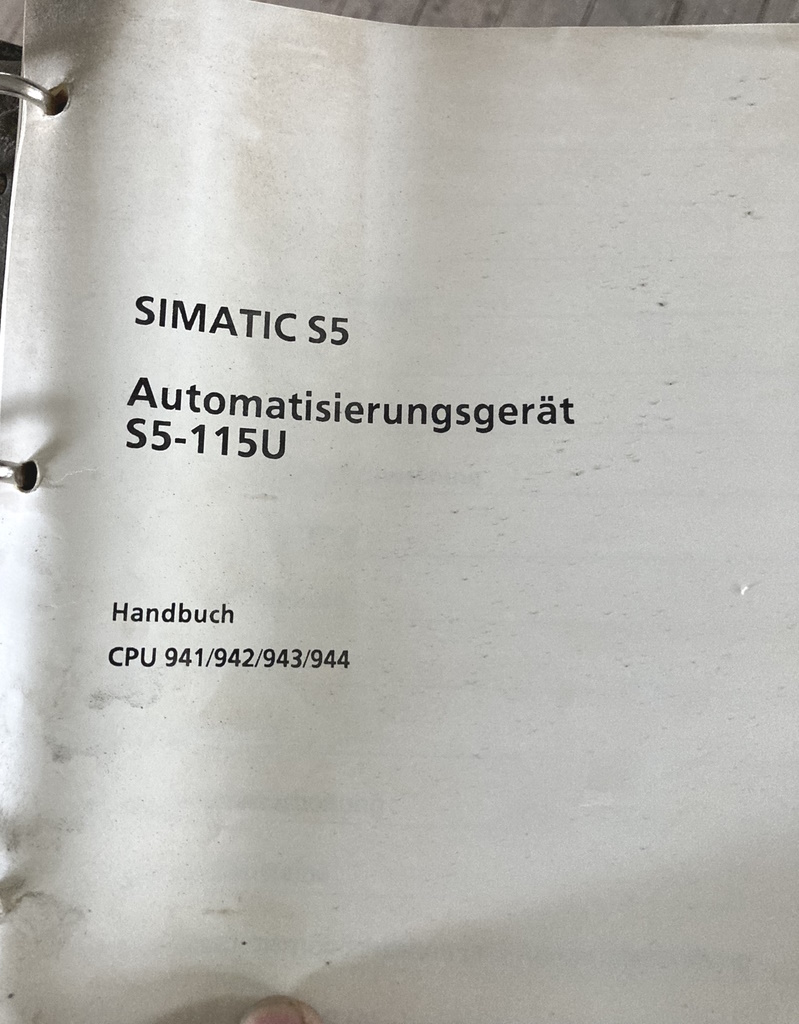 SIMATIC S5
Automatisierungsgerät
S5-115U
Handbuch
CPU 941/942/943/944